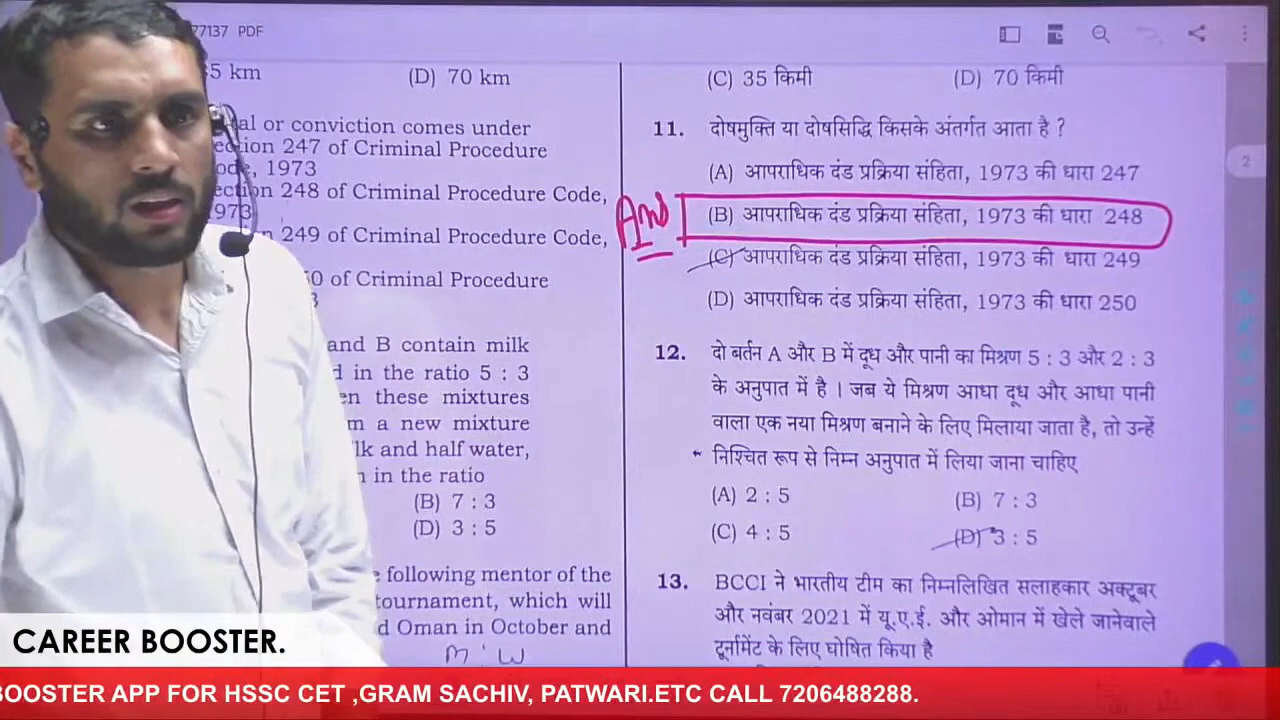 77137 PDF
35 km (D) 70 km
al or conviction comes under
ection 247 of Criminal Procedure
ode, 1973
ection 248 of Criminal Procedure Code,
1973
n 249 of Criminal Procedure Code,
50 of Criminal Procedure
3
and B contain milk
d in the ratio 5 : 3
en these mixtures
m a new mixture
lk and half water,
n in the ratio
(B) 7 : 3
(D) 3 : 5
e following mentor of the
tournament, which will
d Oman in October and
m : w
(C) 35 किमी (D) 70 किमी
11. दोषमुक्ति या दोषसिद्धि किसके अंतर्गत आता है ?
(A) आपराधिक दंड प्रक्रिया संहिता, 1973 की धारा 247
Ans (B) आपराधिक दंड प्रक्रिया संहिता, 1973 की धारा 248
(C) आपराधिक दंड प्रक्रिया संहिता, 1973 की धारा 249
(D) आपराधिक दंड प्रक्रिया संहिता, 1973 की धारा 250
12. दो बर्तन A और B में दूध और पानी का मिश्रण 5 : 3 और 2 : 3
के अनुपात में है । जब ये मिश्रण आधा दूध और आधा पानी
वाला एक नया मिश्रण बनाने के लिए मिलाया जाता है, तो उन्हें
निश्चित रूप से निम्न अनुपात में लिया जाना चाहिए
(A) 2 : 5 (B) 7 : 3
(C) 4 : 5 (D) 3 : 5
13. BCCI ने भारतीय टीम का निम्नलिखित सलाहकार अक्टूबर
और नवंबर 2021 में यू.ए.ई. और ओमान में खेले जानेवाले
टूर्नामेंट के लिए घोषित किया है
2
CAREER BOOSTER.
BOOSTER APP FOR HSSC CET ,GRAM SACHIV, PATWARI.ETC CALL 7206488288.